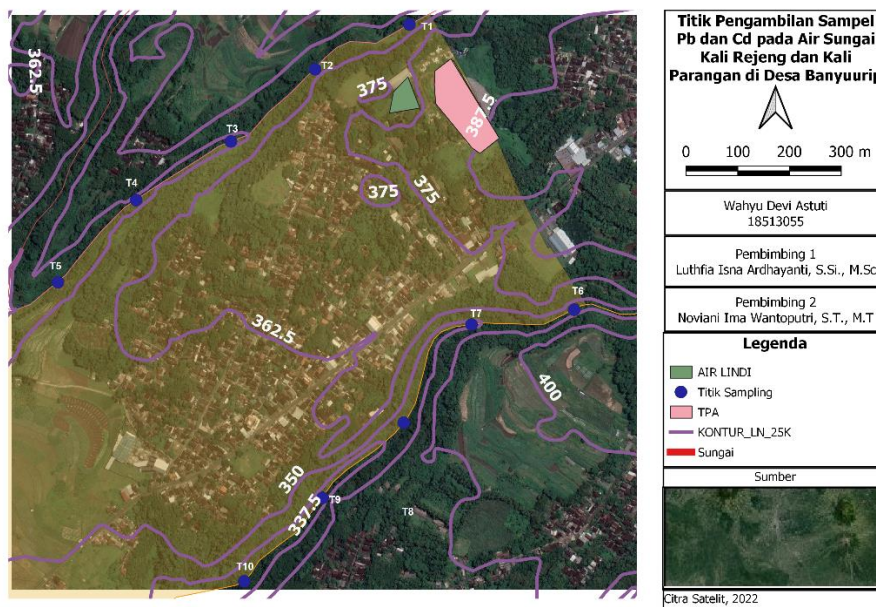 T1
T2
T3
T4
T5
T6
T7
T8
T9
T10
362.5
375
387.5
375
375
362.5
400
350
337.5
Titik Pengambilan Sampel
Pb dan Cd pada Air Sungai
Kali Rejeng dan Kali
Parangan di Desa Banyuurip
0 100 200 300 m
Wahyu Devi Astuti
18513055
Pembimbing 1
Luthfia Isna Ardhayanti, S.Si., M.Sc
Pembimbing 2
Noviani Ima Wantoputri, S.T., M.T
Legenda
AIR LINDI
Titik Sampling
TPA
KONTUR_LN_25K
Sungai
Sumber
Citra Satelit, 2022